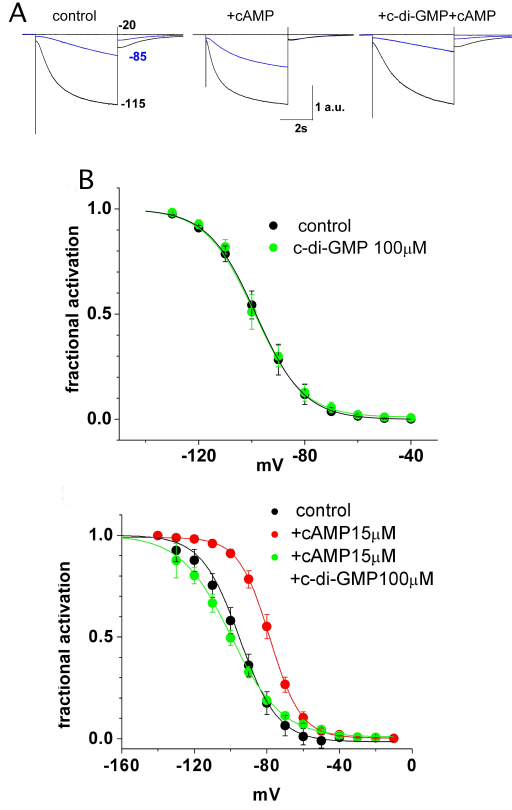 A
control
+cAMP
+c-di-GMP+cAMP
-20
-85
-115
1 a.u.
2s
B
control
c-di-GMP 100µM
fractional activation
1.0
0.5
0.0
-120
-80
-40
mV
control
+cAMP15µM
+cAMP15µM
+c-di-GMP100µM
fractional activation
1.0
0.5
0.0
-160
-120
-80
-40
0
mV